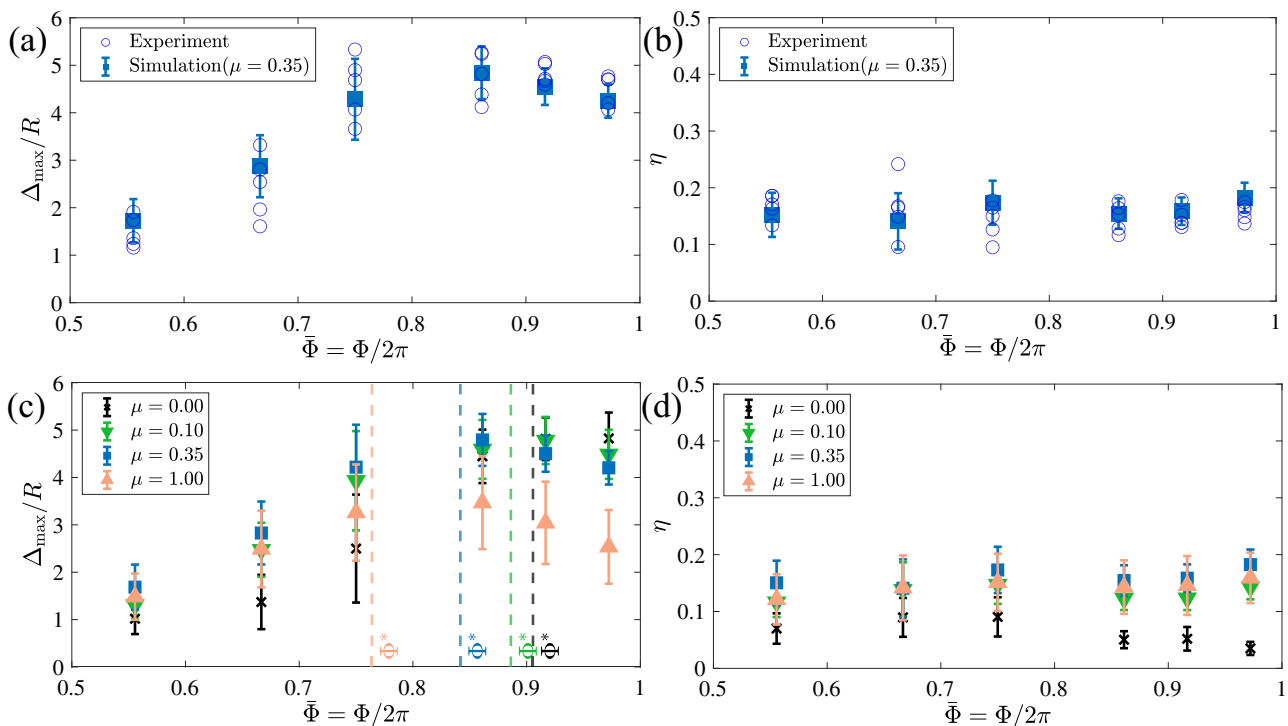 (a)
Experiment
Simulation(μ = 0.35)
Δmax/R
6
5
4
3
2
1
0
0.5 0.6 0.7 0.8 0.9 1
Φ̄ = Φ/2π
(b)
Experiment
Simulation(μ = 0.35)
η
0.5
0.4
0.3
0.2
0.1
0
0.5 0.6 0.7 0.8 0.9 1
Φ̄ = Φ/2π
(c)
μ = 0.00
μ = 0.10
μ = 0.35
μ = 1.00
Δmax/R
6
5
4
3
2
1
0
* * * *
0.5 0.6 0.7 0.8 0.9 1
Φ̄ = Φ/2π
(d)
μ = 0.00
μ = 0.10
μ = 0.35
μ = 1.00
η
0.5
0.4
0.3
0.2
0.1
0
0.5 0.6 0.7 0.8 0.9 1
Φ̄ = Φ/2π